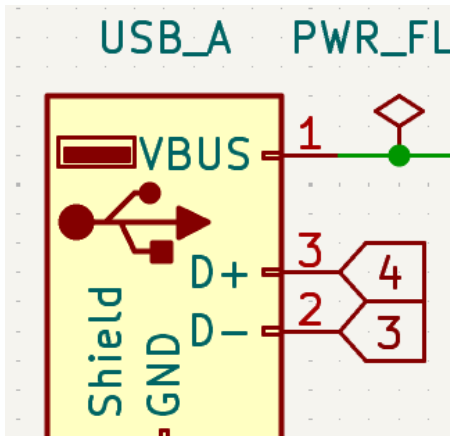 USB_A PWR_FL
VBUS 1
D+ 3 4
D- 2 3
Shield
GND